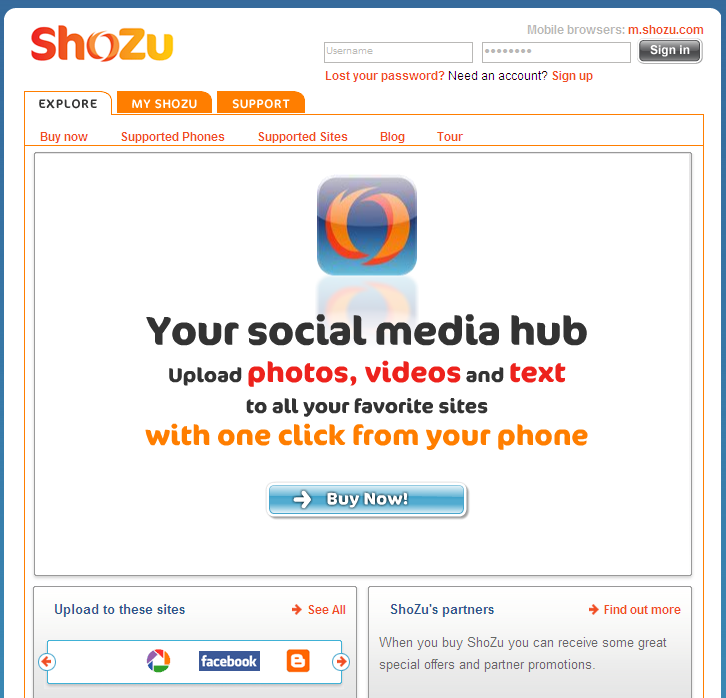 ShoZu
Mobile browsers: m.shozu.com
Username
Sign in
Lost your password? Need an account? Sign up
EXPLORE
MY SHOZU
SUPPORT
Buy now
Supported Phones
Supported Sites
Blog
Tour
Your social media hub
Upload photos, videos and text
to all your favorite sites
with one click from your phone
Buy Now!
Upload to these sites
See All
facebook
ShoZu's partners
Find out more
When you buy ShoZu you can receive some great
special offers and partner promotions.